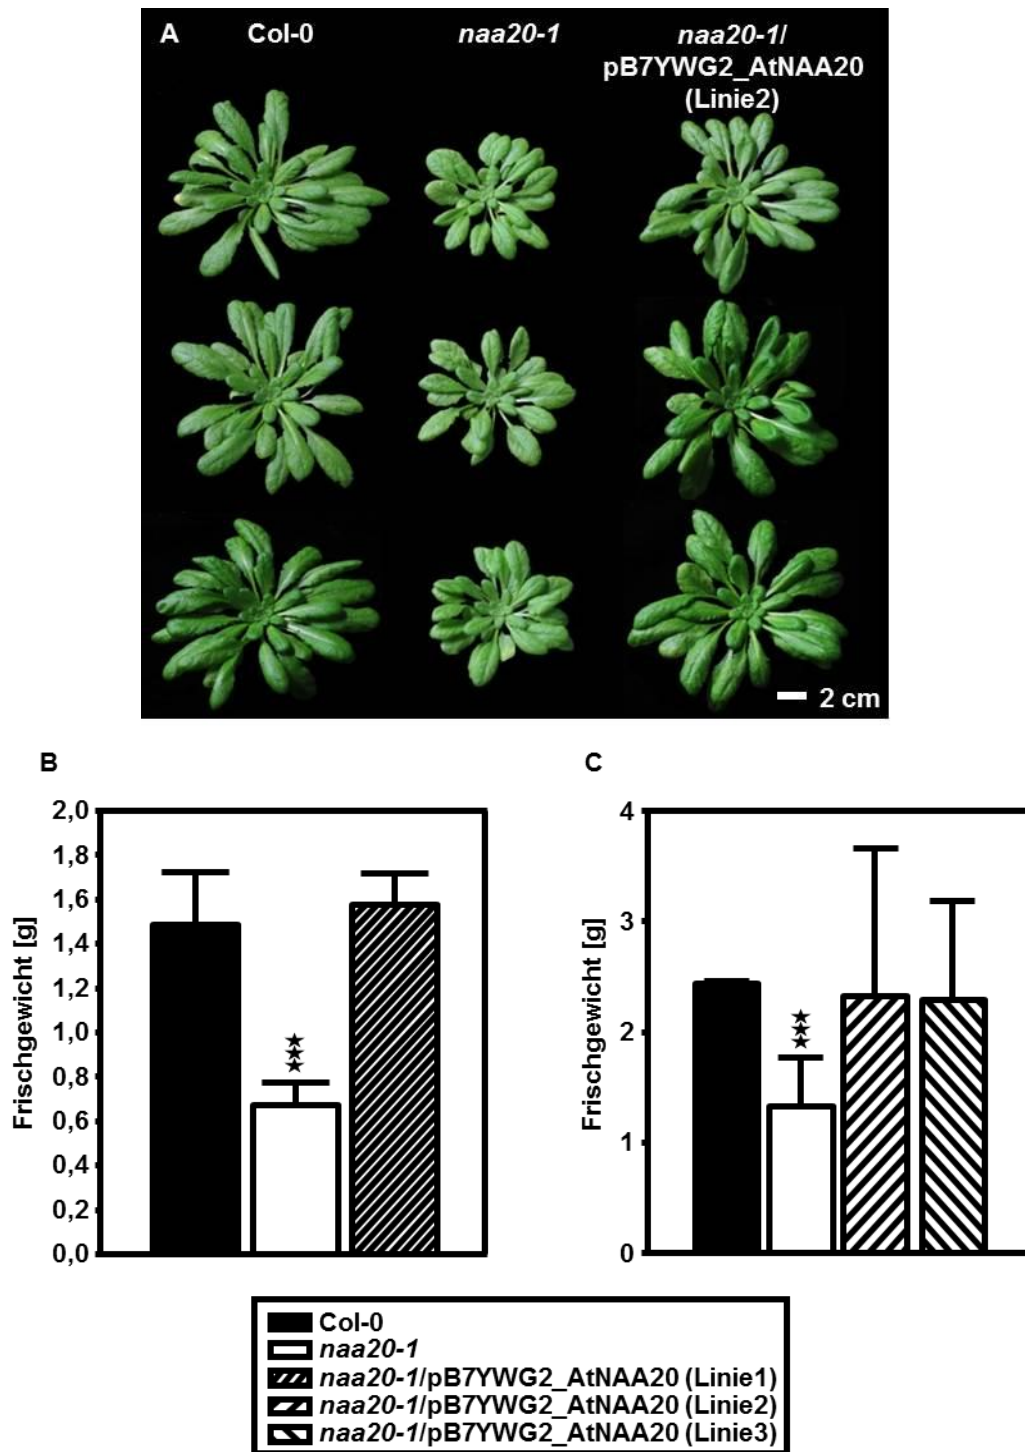 A
Col-0
naa20-1
naa20-1/
pB7YWG2_AtNAA20
(Linie2)
2 cm
B
Frischgewicht [g]
2,0
1,8
1,6
1,4
1,2
1,0
0,8
0,6
0,4
0,2
0,0
★★★
C
Frischgewicht [g]
4
3
2
1
0
★★★
Col-0
naa20-1
naa20-1/pB7YWG2_AtNAA20 (Linie1)
naa20-1/pB7YWG2_AtNAA20 (Linie2)
naa20-1/pB7YWG2_AtNAA20 (Linie3)